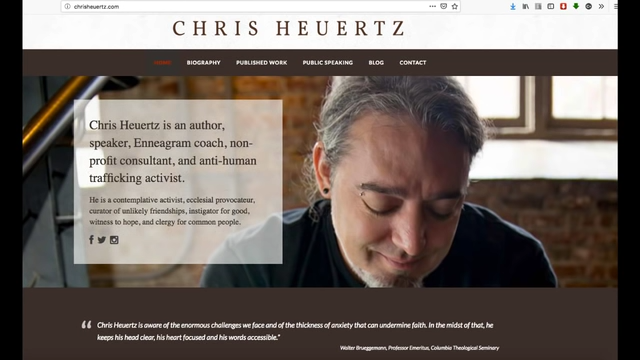 chrisheuertz.com
CHRIS HEUERTZ
HOME BIOGRAPHY PUBLISHED WORK PUBLIC SPEAKING BLOG CONTACT
Chris Heuertz is an author,
speaker, Enneagram coach, non-
profit consultant, and anti-human
trafficking activist.
He is a contemplative activist, ecclesial provocateur,
curator of unlikely friendships, instigator for good,
witness to hope, and clergy for common people.
“ Chris Heuertz is aware of the enormous challenges we face and of the thickness of anxiety that can undermine faith. In the midst of that, he
keeps his head clear, his heart focused and his words accessible.”
Walter Brueggemann, Professor Emeritus, Columbia Theological Seminary